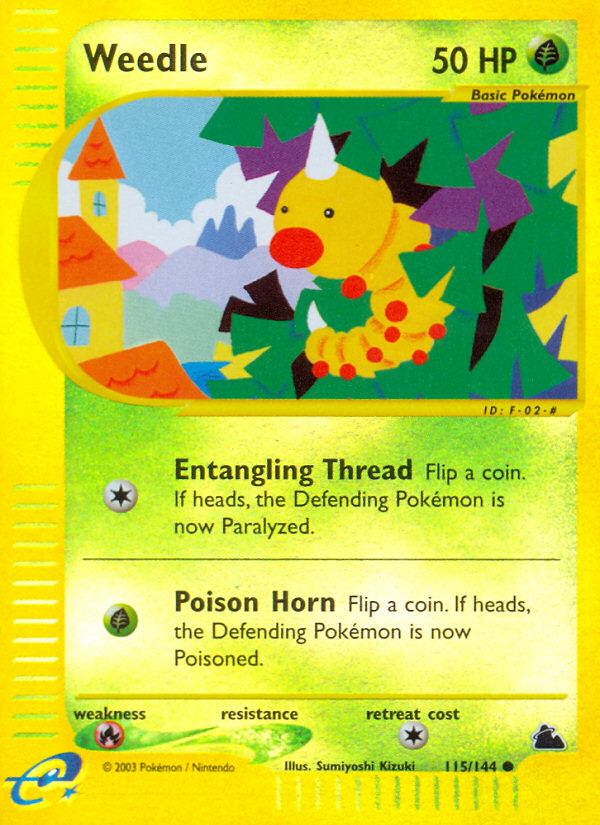 Weedle 50 HP
Basic Pokémon
ID: F-02-#
Entangling Thread Flip a coin.
If heads, the Defending Pokémon is
now Paralyzed.
Poison Horn Flip a coin. If heads,
the Defending Pokémon is now
Poisoned.
weakness resistance retreat cost
© 2003 Pokémon / Nintendo Illus. Sumiyoshi Kizuki 115/144
e